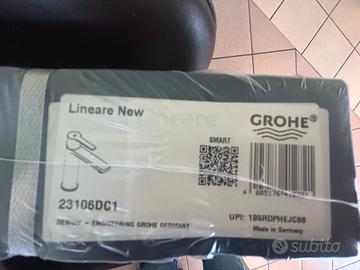 Lineare New
GROHE®
SMART
23106DC1
DESIGN + ENGINEERING GROHE GERMANY
UPI: 1B6RDPHEJC88
Made in Germany
subito